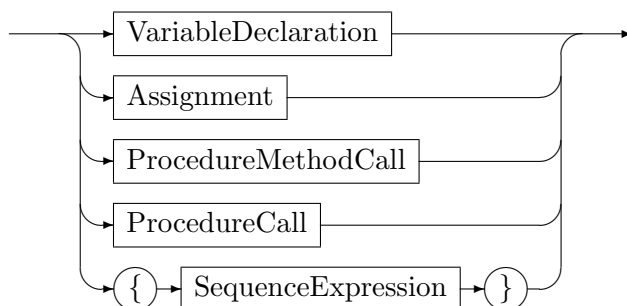 VariableDeclaration
Assignment
ProcedureMethodCall
ProcedureCall
{ SequenceExpression }